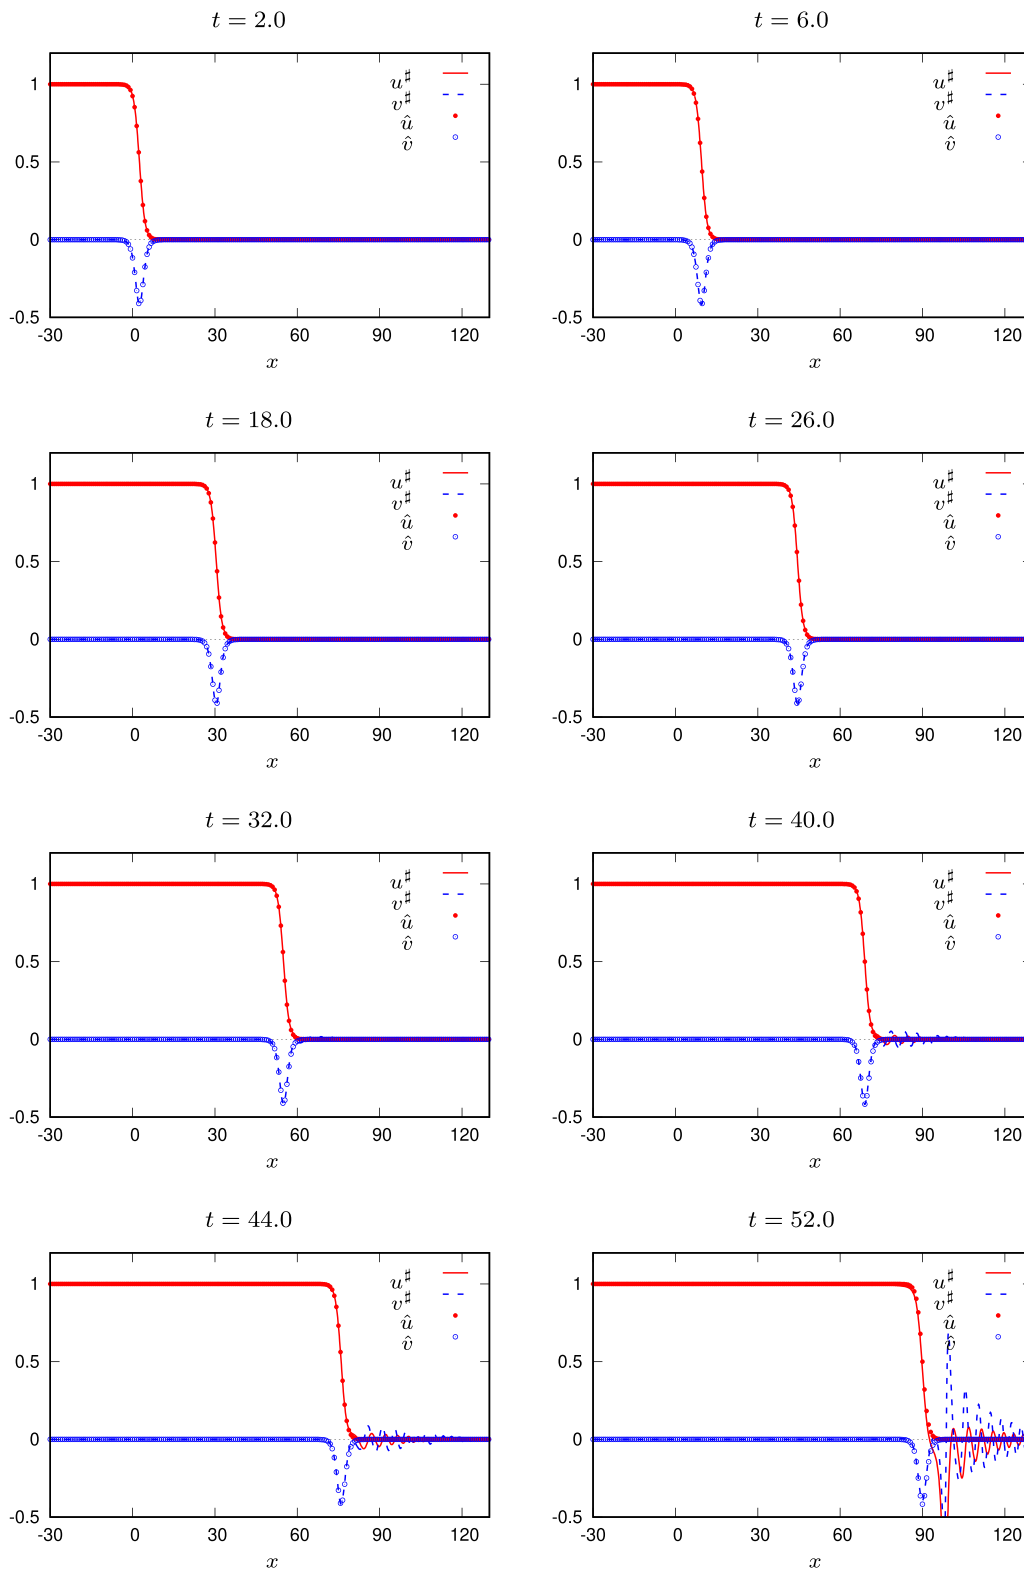 t = 2.0
1
0.5
0
-0.5
-30 0 30 60 90 120
x
u♯
v♯
û
v̂
t = 6.0
1
0.5
0
-0.5
-30 0 30 60 90 120
x
u♯
v♯
û
v̂
t = 18.0
1
0.5
0
-0.5
-30 0 30 60 90 120
x
u♯
v♯
û
v̂
t = 26.0
1
0.5
0
-0.5
-30 0 30 60 90 120
x
u♯
v♯
û
v̂
t = 32.0
1
0.5
0
-0.5
-30 0 30 60 90 120
x
u♯
v♯
û
v̂
t = 40.0
1
0.5
0
-0.5
-30 0 30 60 90 120
x
u♯
v♯
û
v̂
t = 44.0
1
0.5
0
-0.5
-30 0 30 60 90 120
x
u♯
v♯
û
v̂
t = 52.0
1
0.5
0
-0.5
-30 0 30 60 90 120
x
u♯
v♯
û
v̂